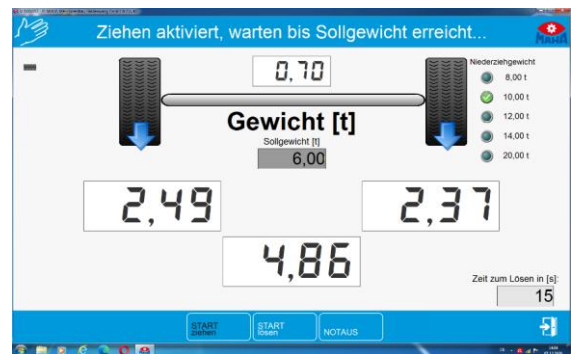 Ziehen aktiviert, warten bis Sollgewicht erreicht...
MAHA
0,70
Niederziehgewicht
8,00 t
10,00 t
12,00 t
14,00 t
20,00 t
Gewicht [t]
Sollgewicht [t]
6,00
2,49
2,37
4,86
Zeit zum Lösen in [s]:
15
START
ziehen
START
lösen
NOTAUS